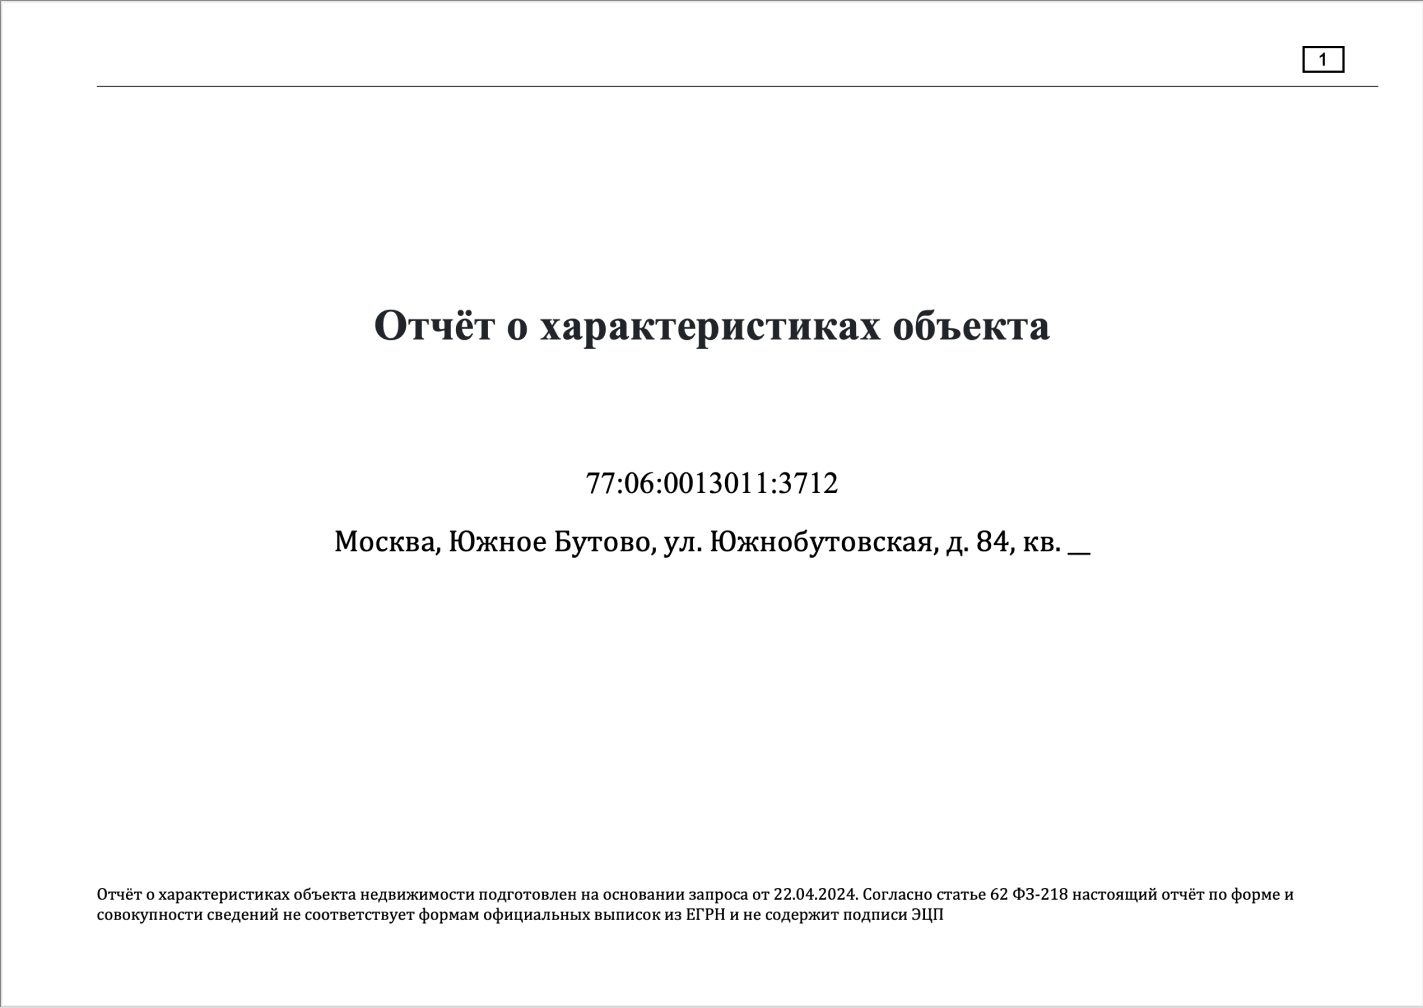 1
Отчёт о характеристиках объекта
77:06:0013011:3712
Москва, Южное Бутово, ул. Южнобутовская, д. 84, кв. __
Отчёт о характеристиках объекта недвижимости подготовлен на основании запроса от 22.04.2024. Согласно статье 62 ФЗ-218 настоящий отчёт по форме и
совокупности сведений не соответствует формам официальных выписок из ЕГРН и не содержит подписи ЭЦП